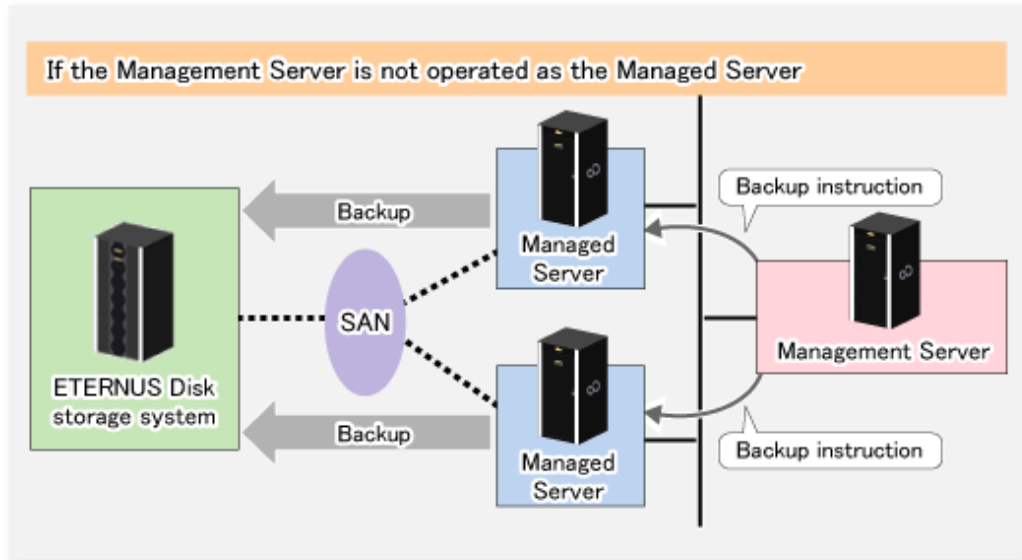 If the Management Server is not operated as the Managed Server
Backup instruction
Backup
Managed
Server
SAN
Management Server
ETERNUS Disk
storage system
Backup
Managed
Server
Backup instruction